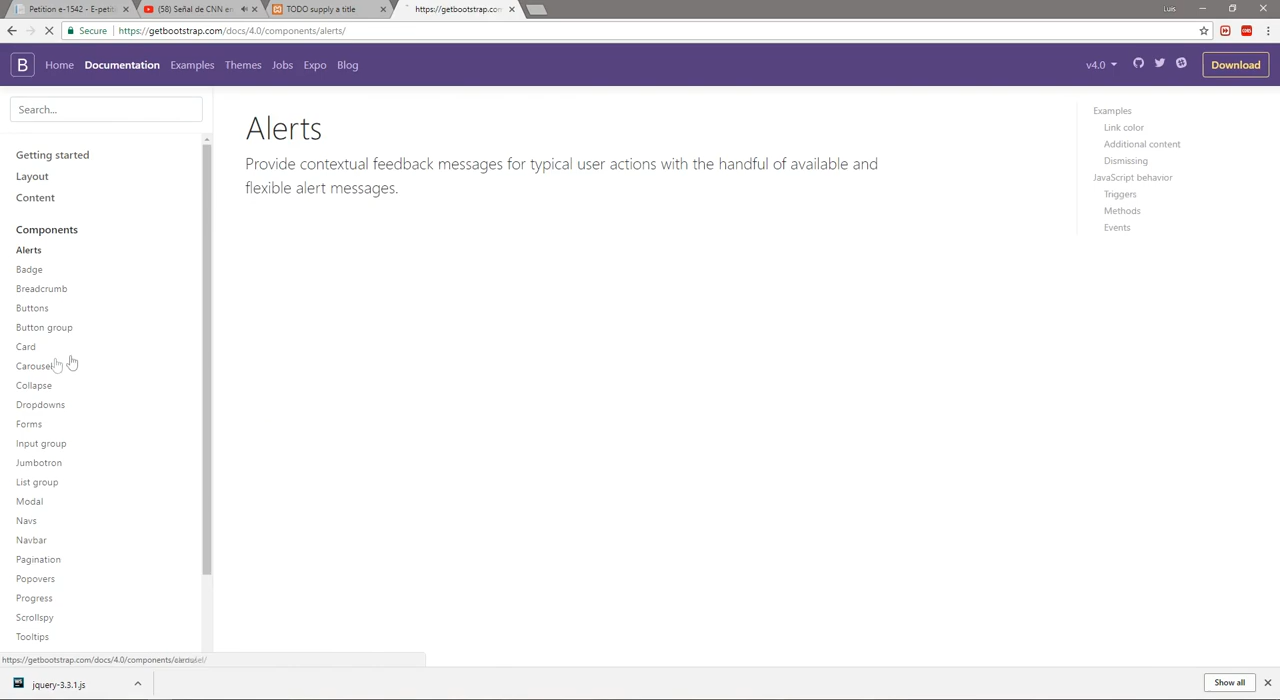 Petition e-1542 - E-petiti
(58) Señal de CNN en
TODO supply a title
https://getbootstrap.com
Luis
Secure
https://getbootstrap.com/docs/4.0/components/alerts/
B
Home
Documentation
Examples
Themes
Jobs
Expo
Blog
v4.0
Download
Search...
Getting started
Layout
Content
Components
Alerts
Badge
Breadcrumb
Buttons
Button group
Card
Carousel
Collapse
Dropdowns
Forms
Input group
Jumbotron
List group
Modal
Navs
Navbar
Pagination
Popovers
Progress
Scrollspy
Tooltips
Alerts
Provide contextual feedback messages for typical user actions with the handful of available and
flexible alert messages.
Examples
Link color
Additional content
Dismissing
JavaScript behavior
Triggers
Methods
Events
jquery-3.3.1.js
Show all